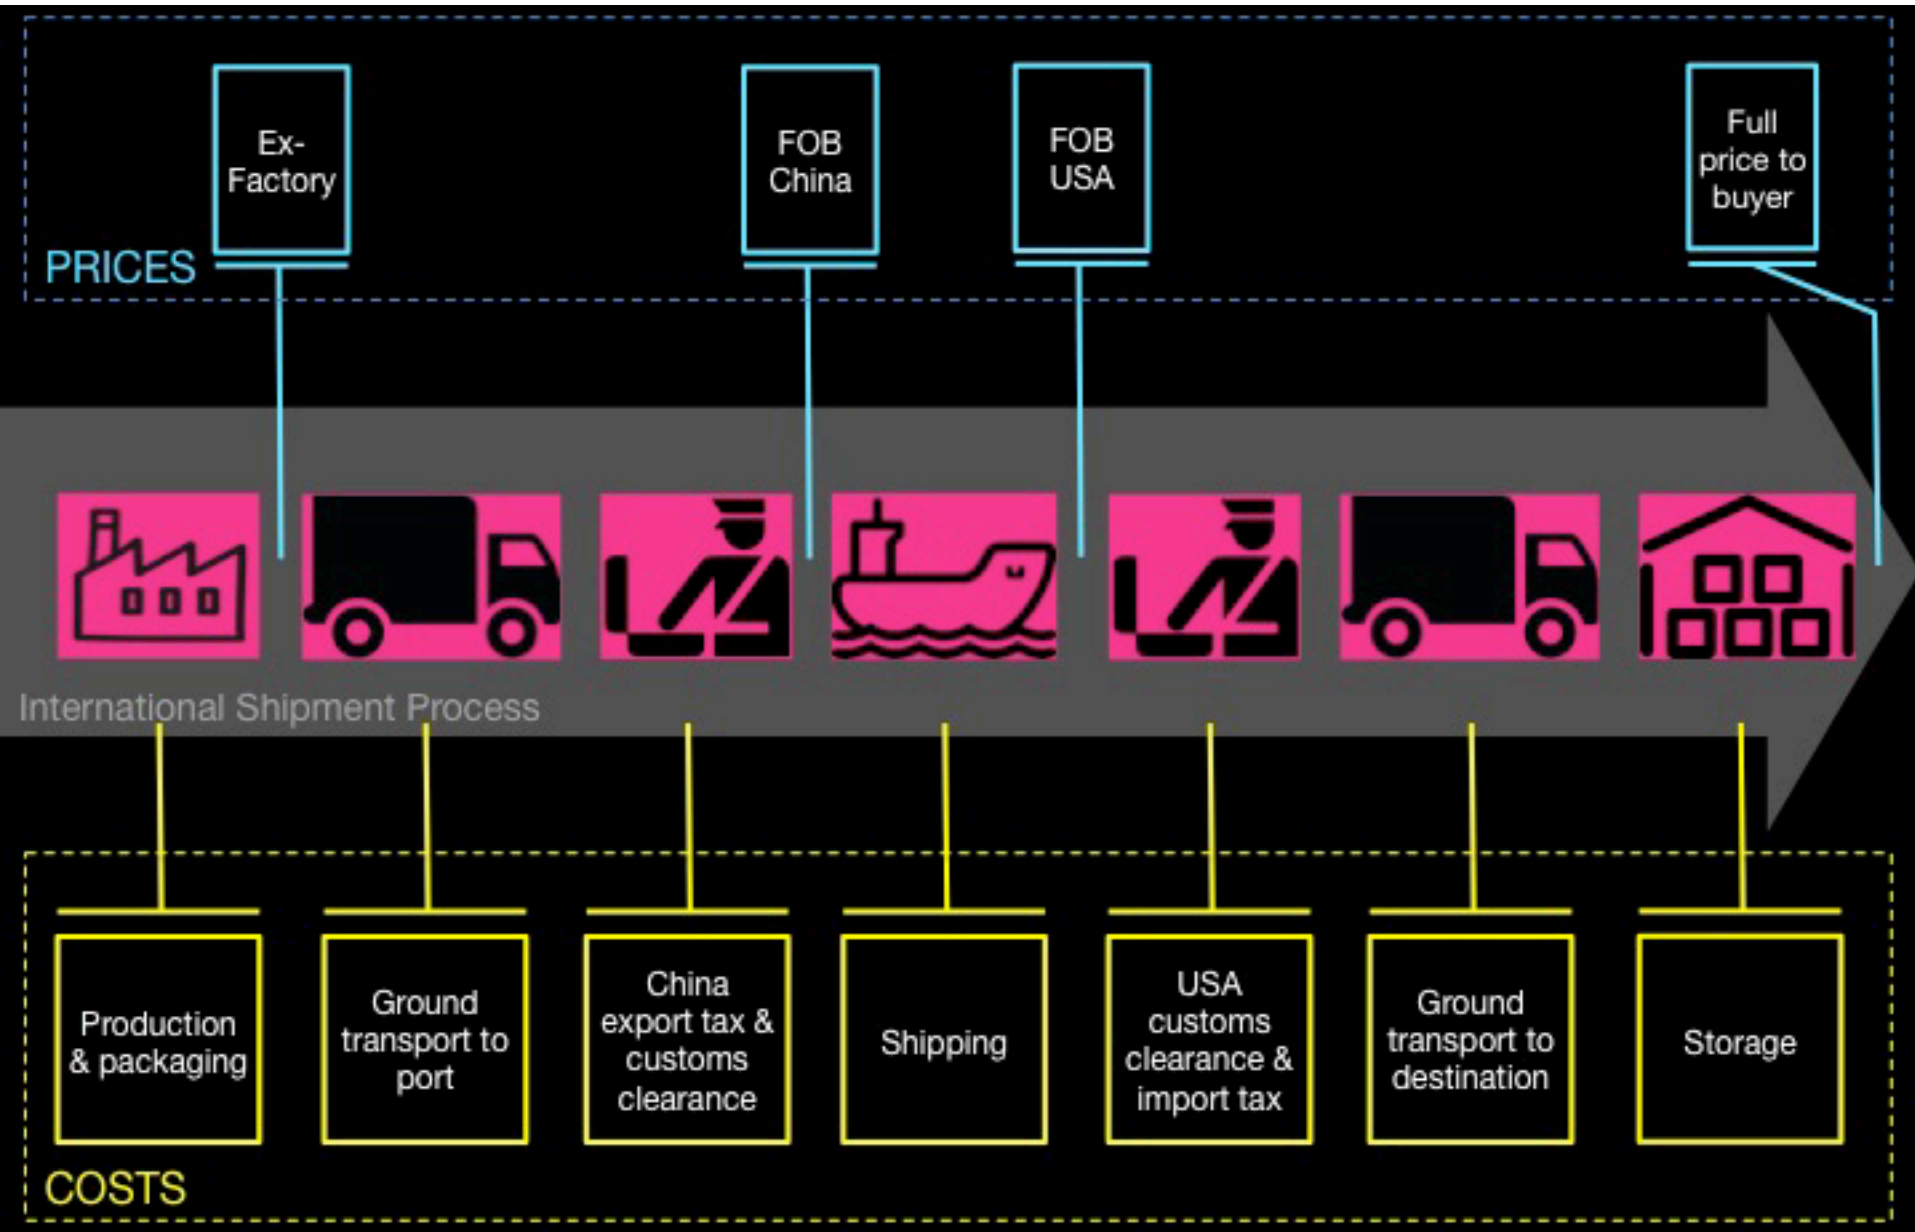 Ex-
Factory
FOB
China
FOB
USA
Full
price to
buyer
PRICES
International Shipment Process
Production
& packaging
Ground
transport to
port
China
export tax &
customs
clearance
Shipping
USA
customs
clearance &
import tax
Ground
transport to
destination
Storage
COSTS